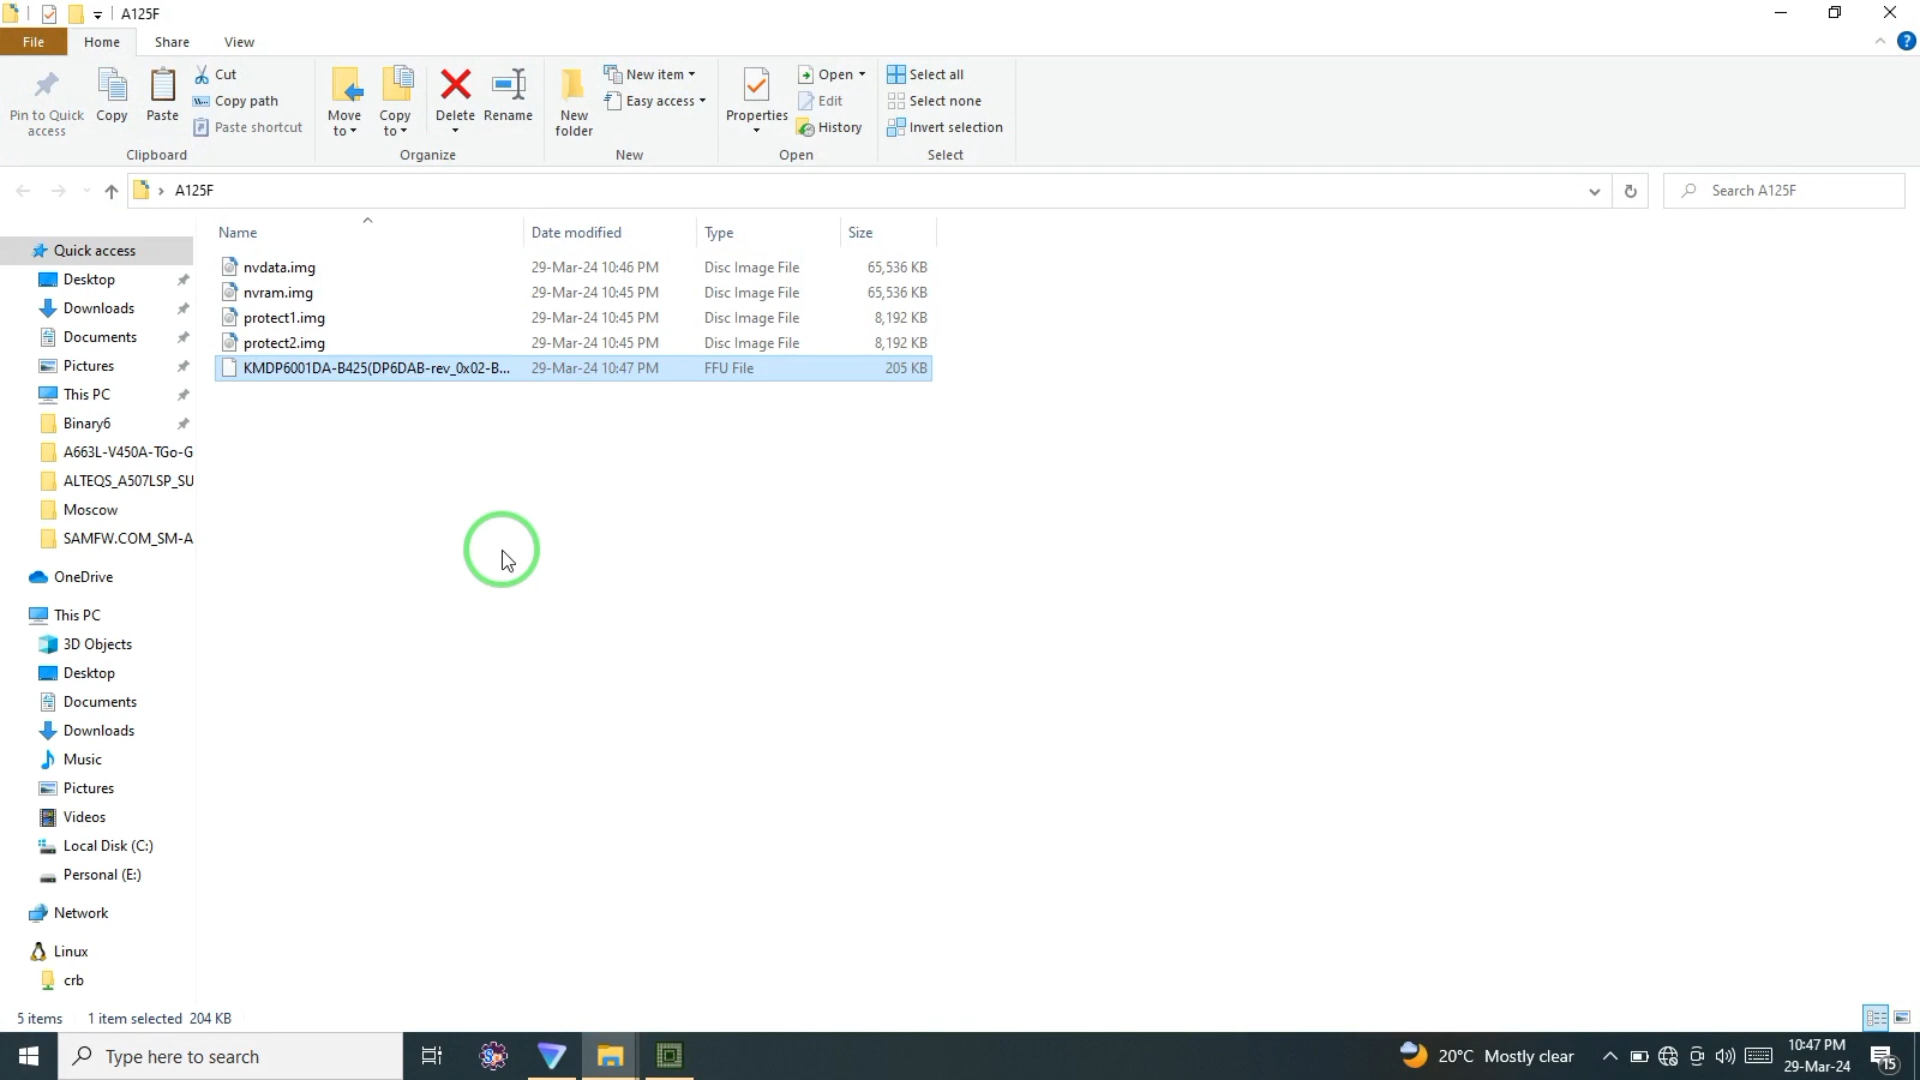 A125F
File Home Share View
Pin to Quick access
Copy
Paste
Cut
Copy path
Paste shortcut
Clipboard
Move to
Copy to
Delete
Rename
Organize
New folder
New item
Easy access
New
Properties
Open
Edit
History
Open
Select all
Select none
Invert selection
Select
A125F
Search A125F
Name Date modified Type Size
nvdata.img 29-Mar-24 10:46 PM Disc Image File 65,536 KB
nvram.img 29-Mar-24 10:45 PM Disc Image File 65,536 KB
protect1.img 29-Mar-24 10:45 PM Disc Image File 8,192 KB
protect2.img 29-Mar-24 10:45 PM Disc Image File 8,192 KB
KMDP6001DA-B425(DP6DAB-rev_0x02-B... 29-Mar-24 10:47 PM FFU File 205 KB
Quick access
Desktop
Downloads
Documents
Pictures
This PC
Binary6
A663L-V450A-TGo-G
ALTEQS_A507LSP_SU
Moscow
SAMFW.COM_SM-A
OneDrive
This PC
3D Objects
Desktop
Documents
Downloads
Music
Pictures
Videos
Local Disk (C:)
Personal (E:)
Network
Linux
crb
5 items 1 item selected 204 KB
Type here to search
20°C Mostly clear
10:47 PM
29-Mar-24
15